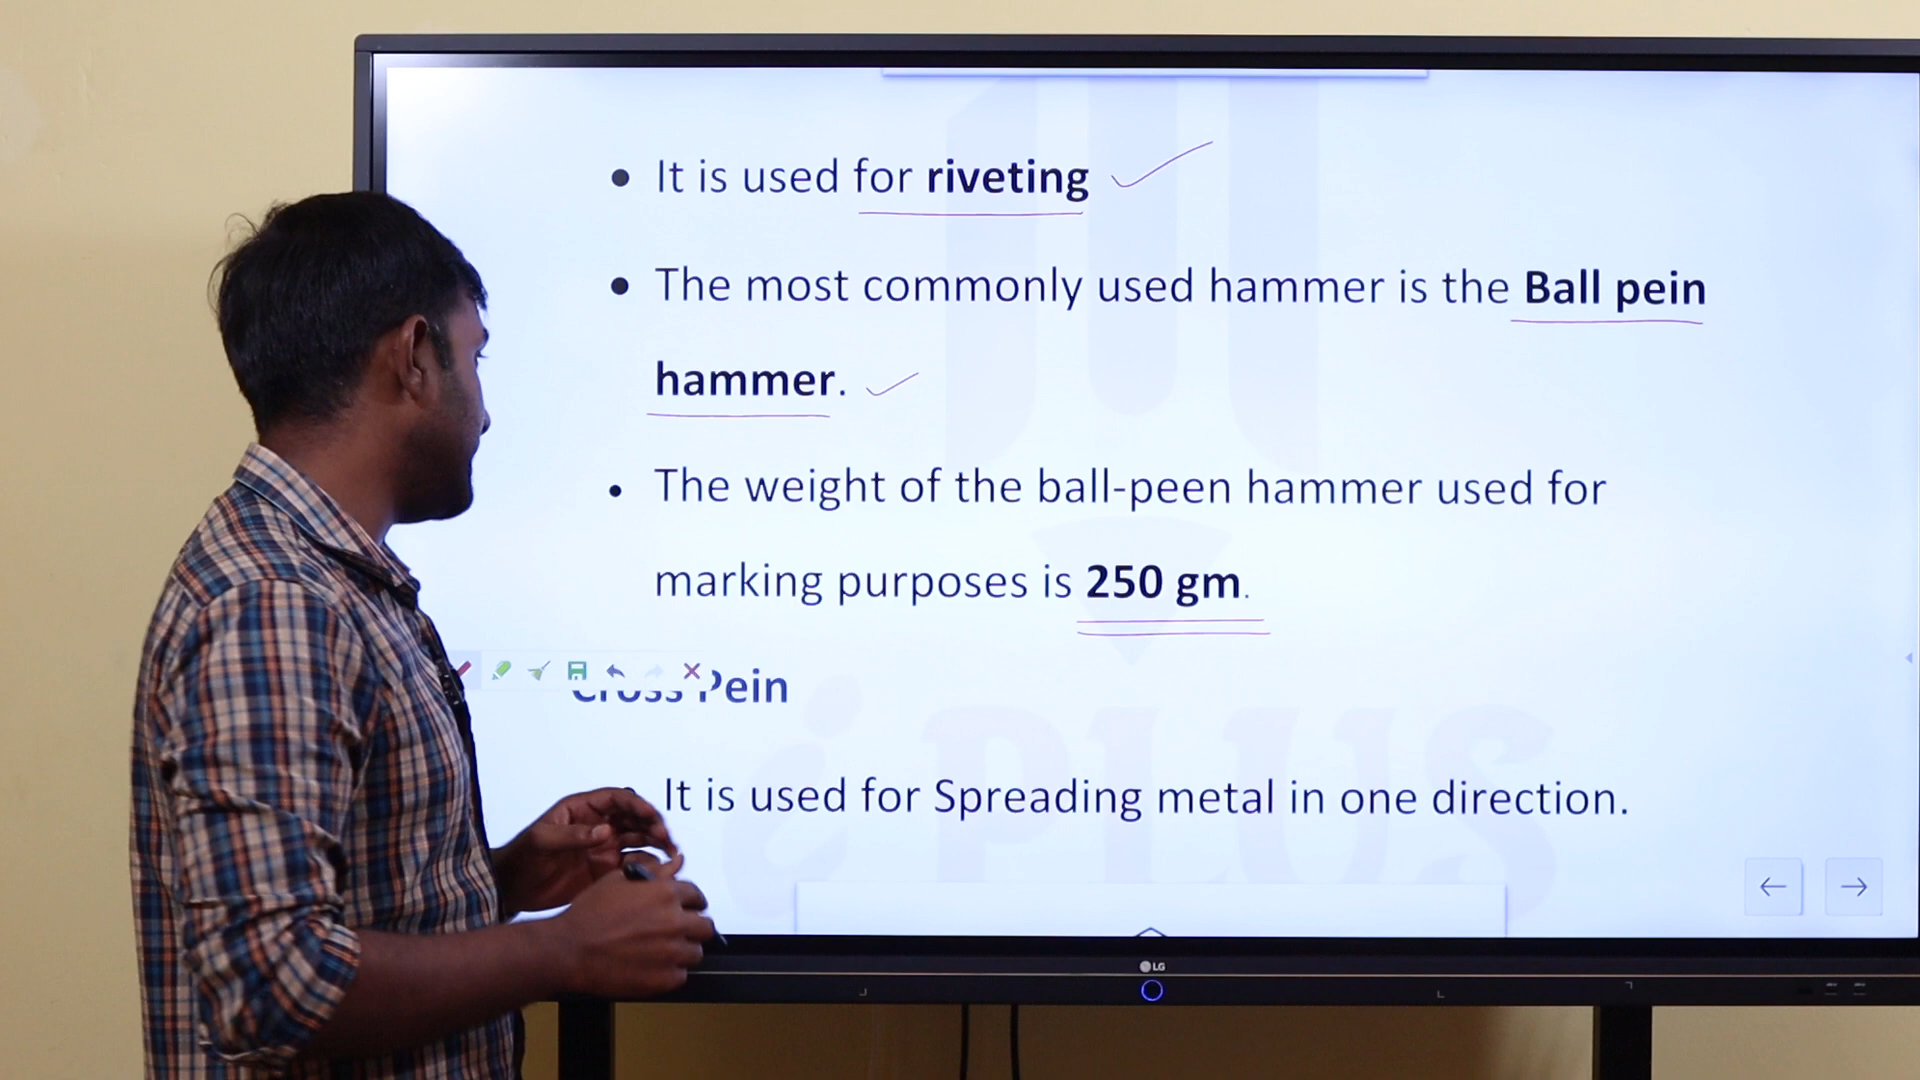 • It is used for riveting
• The most commonly used hammer is the Ball pein
hammer.
• The weight of the ball-peen hammer used for
marking purposes is 250 gm.
Cross Pein
It is used for Spreading metal in one direction.
i PLUS
LG